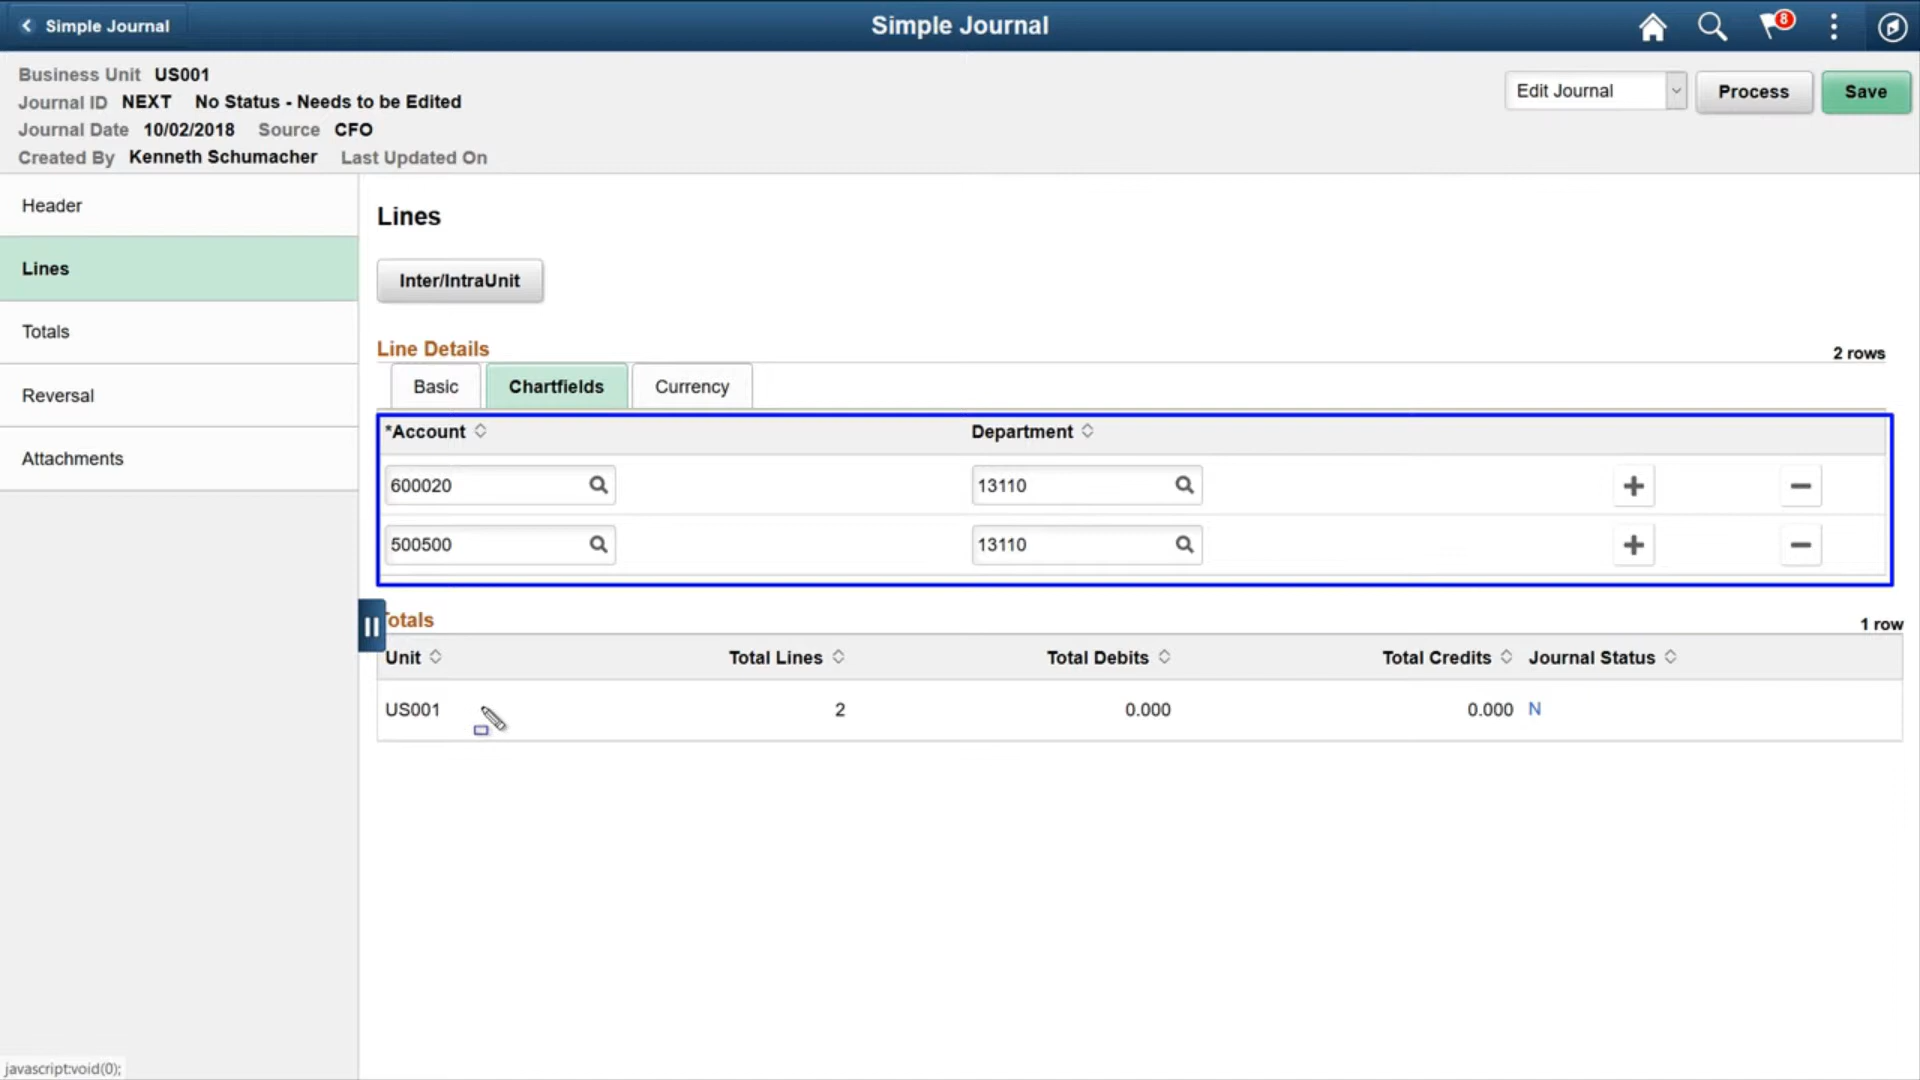 Simple Journal
Simple Journal
8
Business Unit US001
Journal ID NEXT No Status - Needs to be Edited
Journal Date 10/02/2018 Source CFO
Created By Kenneth Schumacher Last Updated On
Edit Journal
Process
Save
Header
Lines
Totals
Reversal
Attachments
Lines
Inter/IntraUnit
Line Details
2 rows
Basic Chartfields Currency
*Account Department
600020 13110
500500 13110
otals
1 row
Unit Total Lines Total Debits Total Credits Journal Status
US001 2 0.000 0.000 N
javascript:void(0);